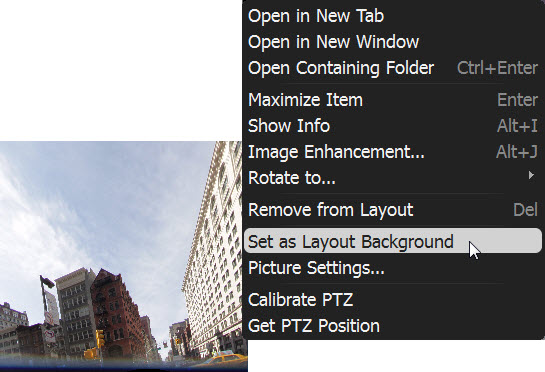 Open in New Tab
Open in New Window
Open Containing Folder Ctrl+Enter
Maximize Item Enter
Show Info Alt+I
Image Enhancement... Alt+J
Rotate to...
Remove from Layout Del
Set as Layout Background
Picture Settings...
Calibrate PTZ
Get PTZ Position